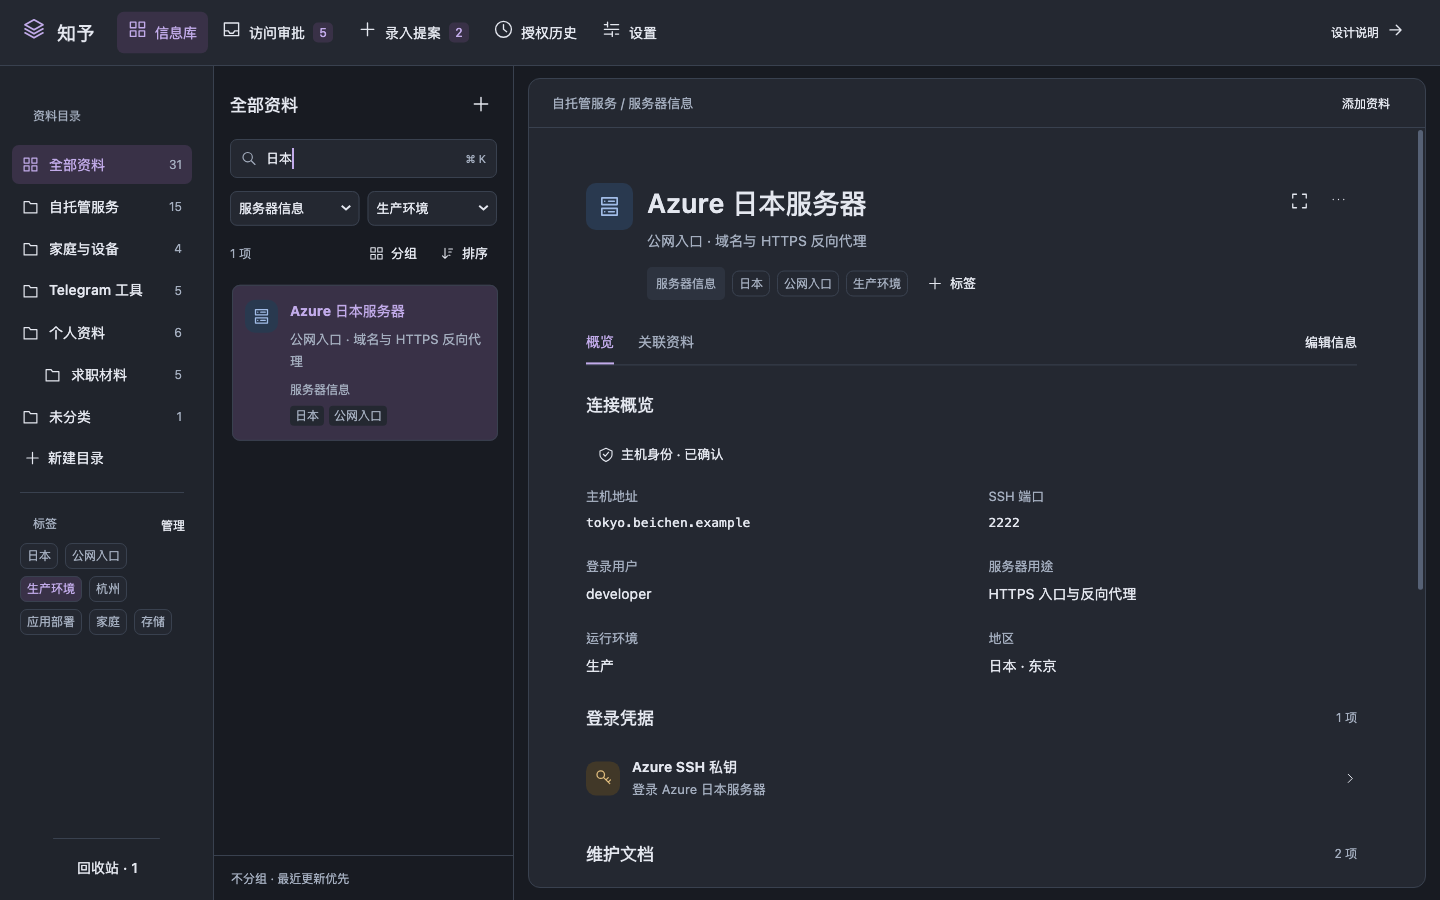 知予
信息库
访问审批 5
录入提案 2
授权历史
设置
设计说明
资料目录
全部资料 31
自托管服务 15
家庭与设备 4
Telegram 工具 5
个人资料 6
求职材料 5
未分类 1
新建目录
标签 管理
日本 公网入口
生产环境 杭州
应用部署 家庭 存储
回收站 · 1
全部资料
日本 ⌘ K
服务器信息 生产环境
1 项 分组 排序
Azure 日本服务器
公网入口 · 域名与 HTTPS 反向代
理
服务器信息
日本 公网入口
不分组 · 最近更新优先
自托管服务 / 服务器信息 添加资料
Azure 日本服务器
公网入口 · 域名与 HTTPS 反向代理
服务器信息 日本 公网入口 生产环境 标签
概览 关联资料 编辑信息
连接概览
主机身份 · 已确认
主机地址 SSH 端口
tokyo.beichen.example 2222
登录用户 服务器用途
developer HTTPS 入口与反向代理
运行环境 地区
生产 日本 · 东京
登录凭据 1 项
Azure SSH 私钥
登录 Azure 日本服务器
维护文档 2 项